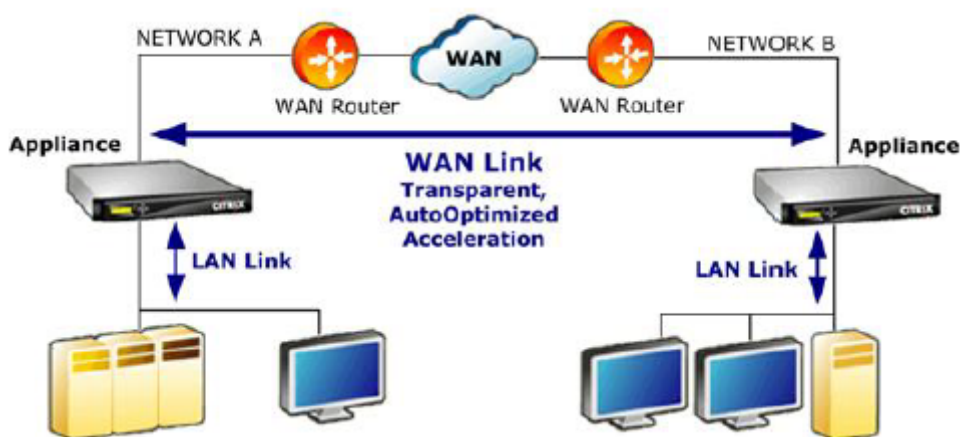 NETWORK A
WAN
NETWORK B
WAN Router
WAN Router
Appliance
Appliance
WAN Link
Transparent,
AutoOptimized
Acceleration
CITRIX
CITRIX
LAN Link
LAN Link